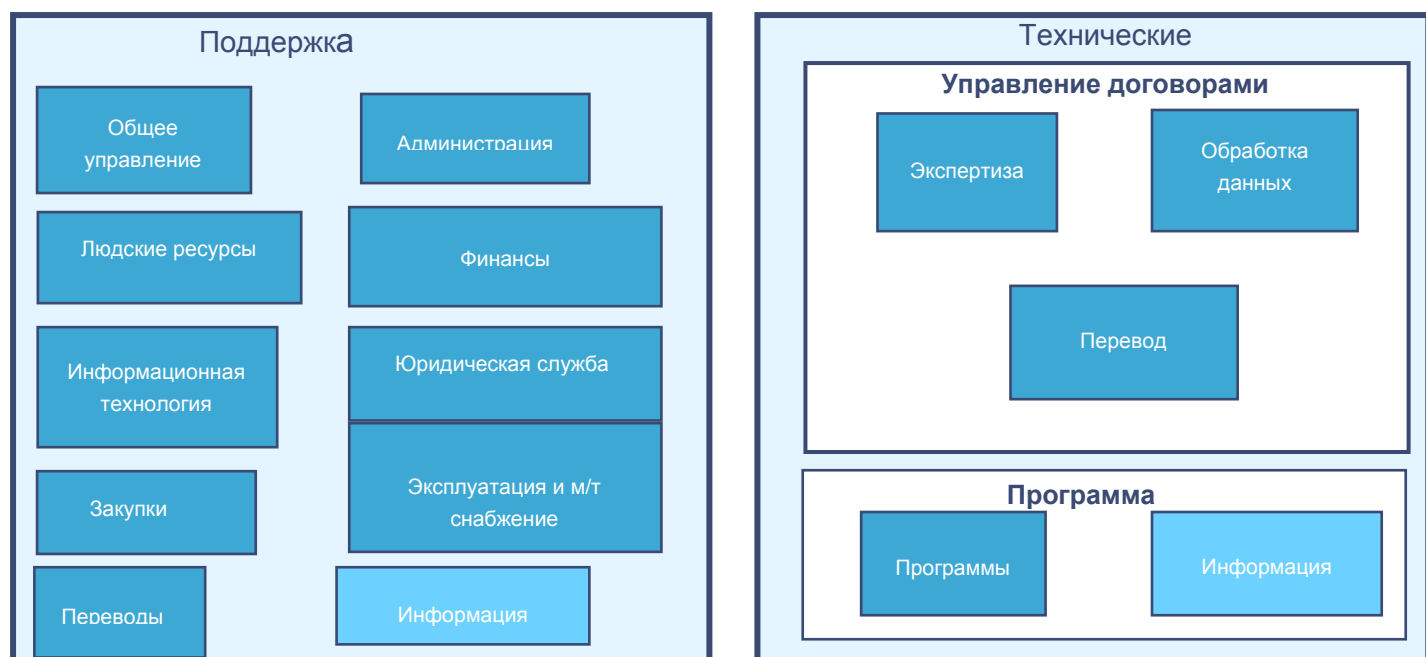 Поддержка
Общее
управление
Администрация
Людские ресурсы
Финансы
Информационная
технология
Юридическая служба
Закупки
Эксплуатация и м/т
снабжение
Переводы
Информация
Технические
Управление договорами
Экспертиза
Обработка
данных
Перевод
Программа
Программы
Информация